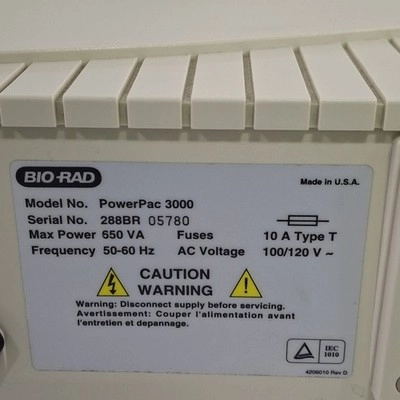 BIO-RAD
Made in U.S.A.
Model No. PowerPac 3000
Serial No. 288BR 05780
Max Power 650 VA Fuses 10 A Type T
Frequency 50-60 Hz AC Voltage 100/120 V ~
CAUTION
WARNING
Warning: Disconnect supply before servicing.
Avertissement: Couper l'alimentation avant
l'entretien et depannage.
IEC
1010
4206010 Rev D